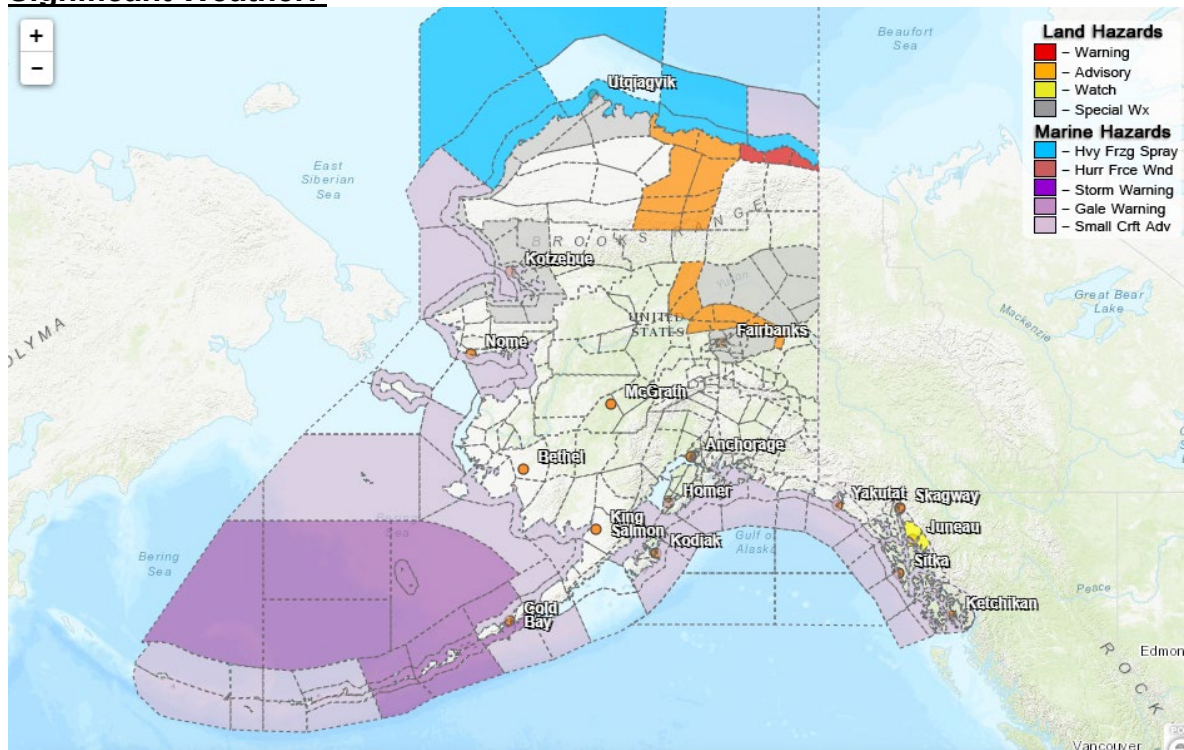 Significant Weather:
+
−
Beaufort
Sea
Land Hazards
– Warning
– Advisory
– Watch
– Special Wx
Marine Hazards
– Hvy Frzg Spray
– Hurr Frce Wnd
– Storm Warning
– Gale Warning
– Small Crft Adv
Utqiagvik
East
Siberian
Sea
BROOKS RANGE
Kotzebue
Yukon
Great Bear
Lake
Mackenzie
UNITED
STATES
Fairbanks
OLYMA
Nome
McGrath
Anchorage
Bethel
Homer
Yakutat
Skagway
King
Salmon
Juneau
Kodiak
Gulf of
Alaska
Bering
Sea
Sitka
Peace
Cold
Bay
Ketchikan
Edmon
ROCK
Vancouver